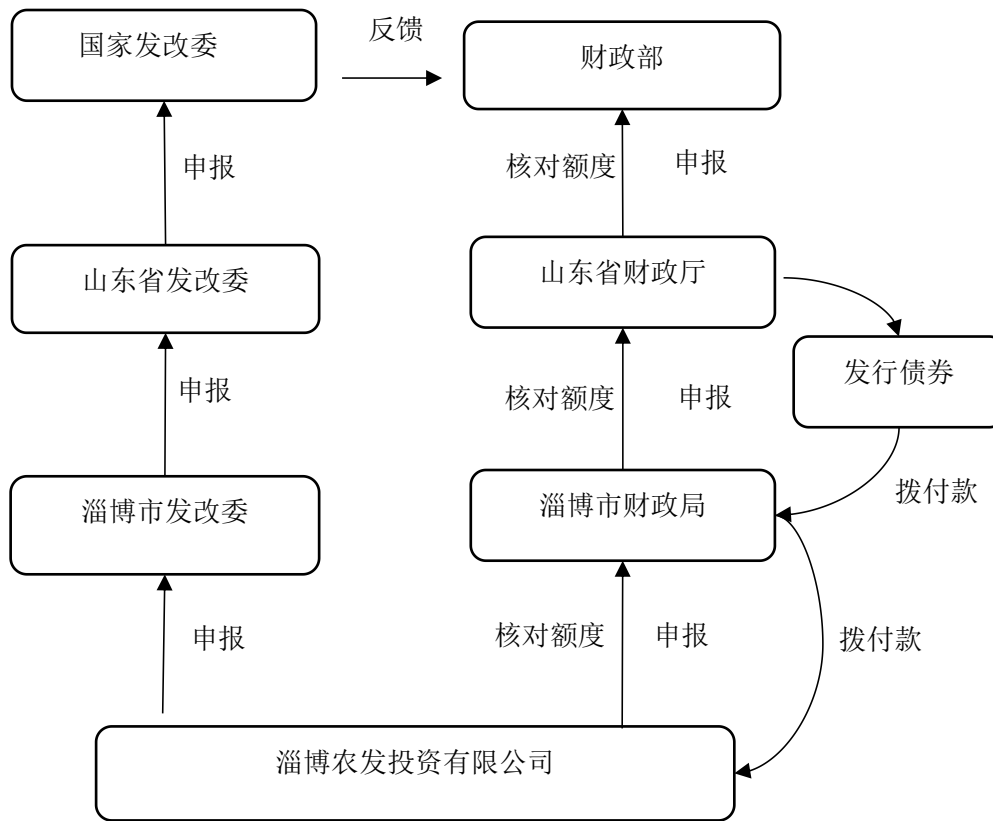 反馈
国家发改委
财政部
申报
核对额度
申报
山东省发改委
山东省财政厅
发行债券
申报
核对额度
申报
拨付款
淄博市发改委
淄博市财政局
申报
核对额度
申报
拨付款
淄博农发投资有限公司